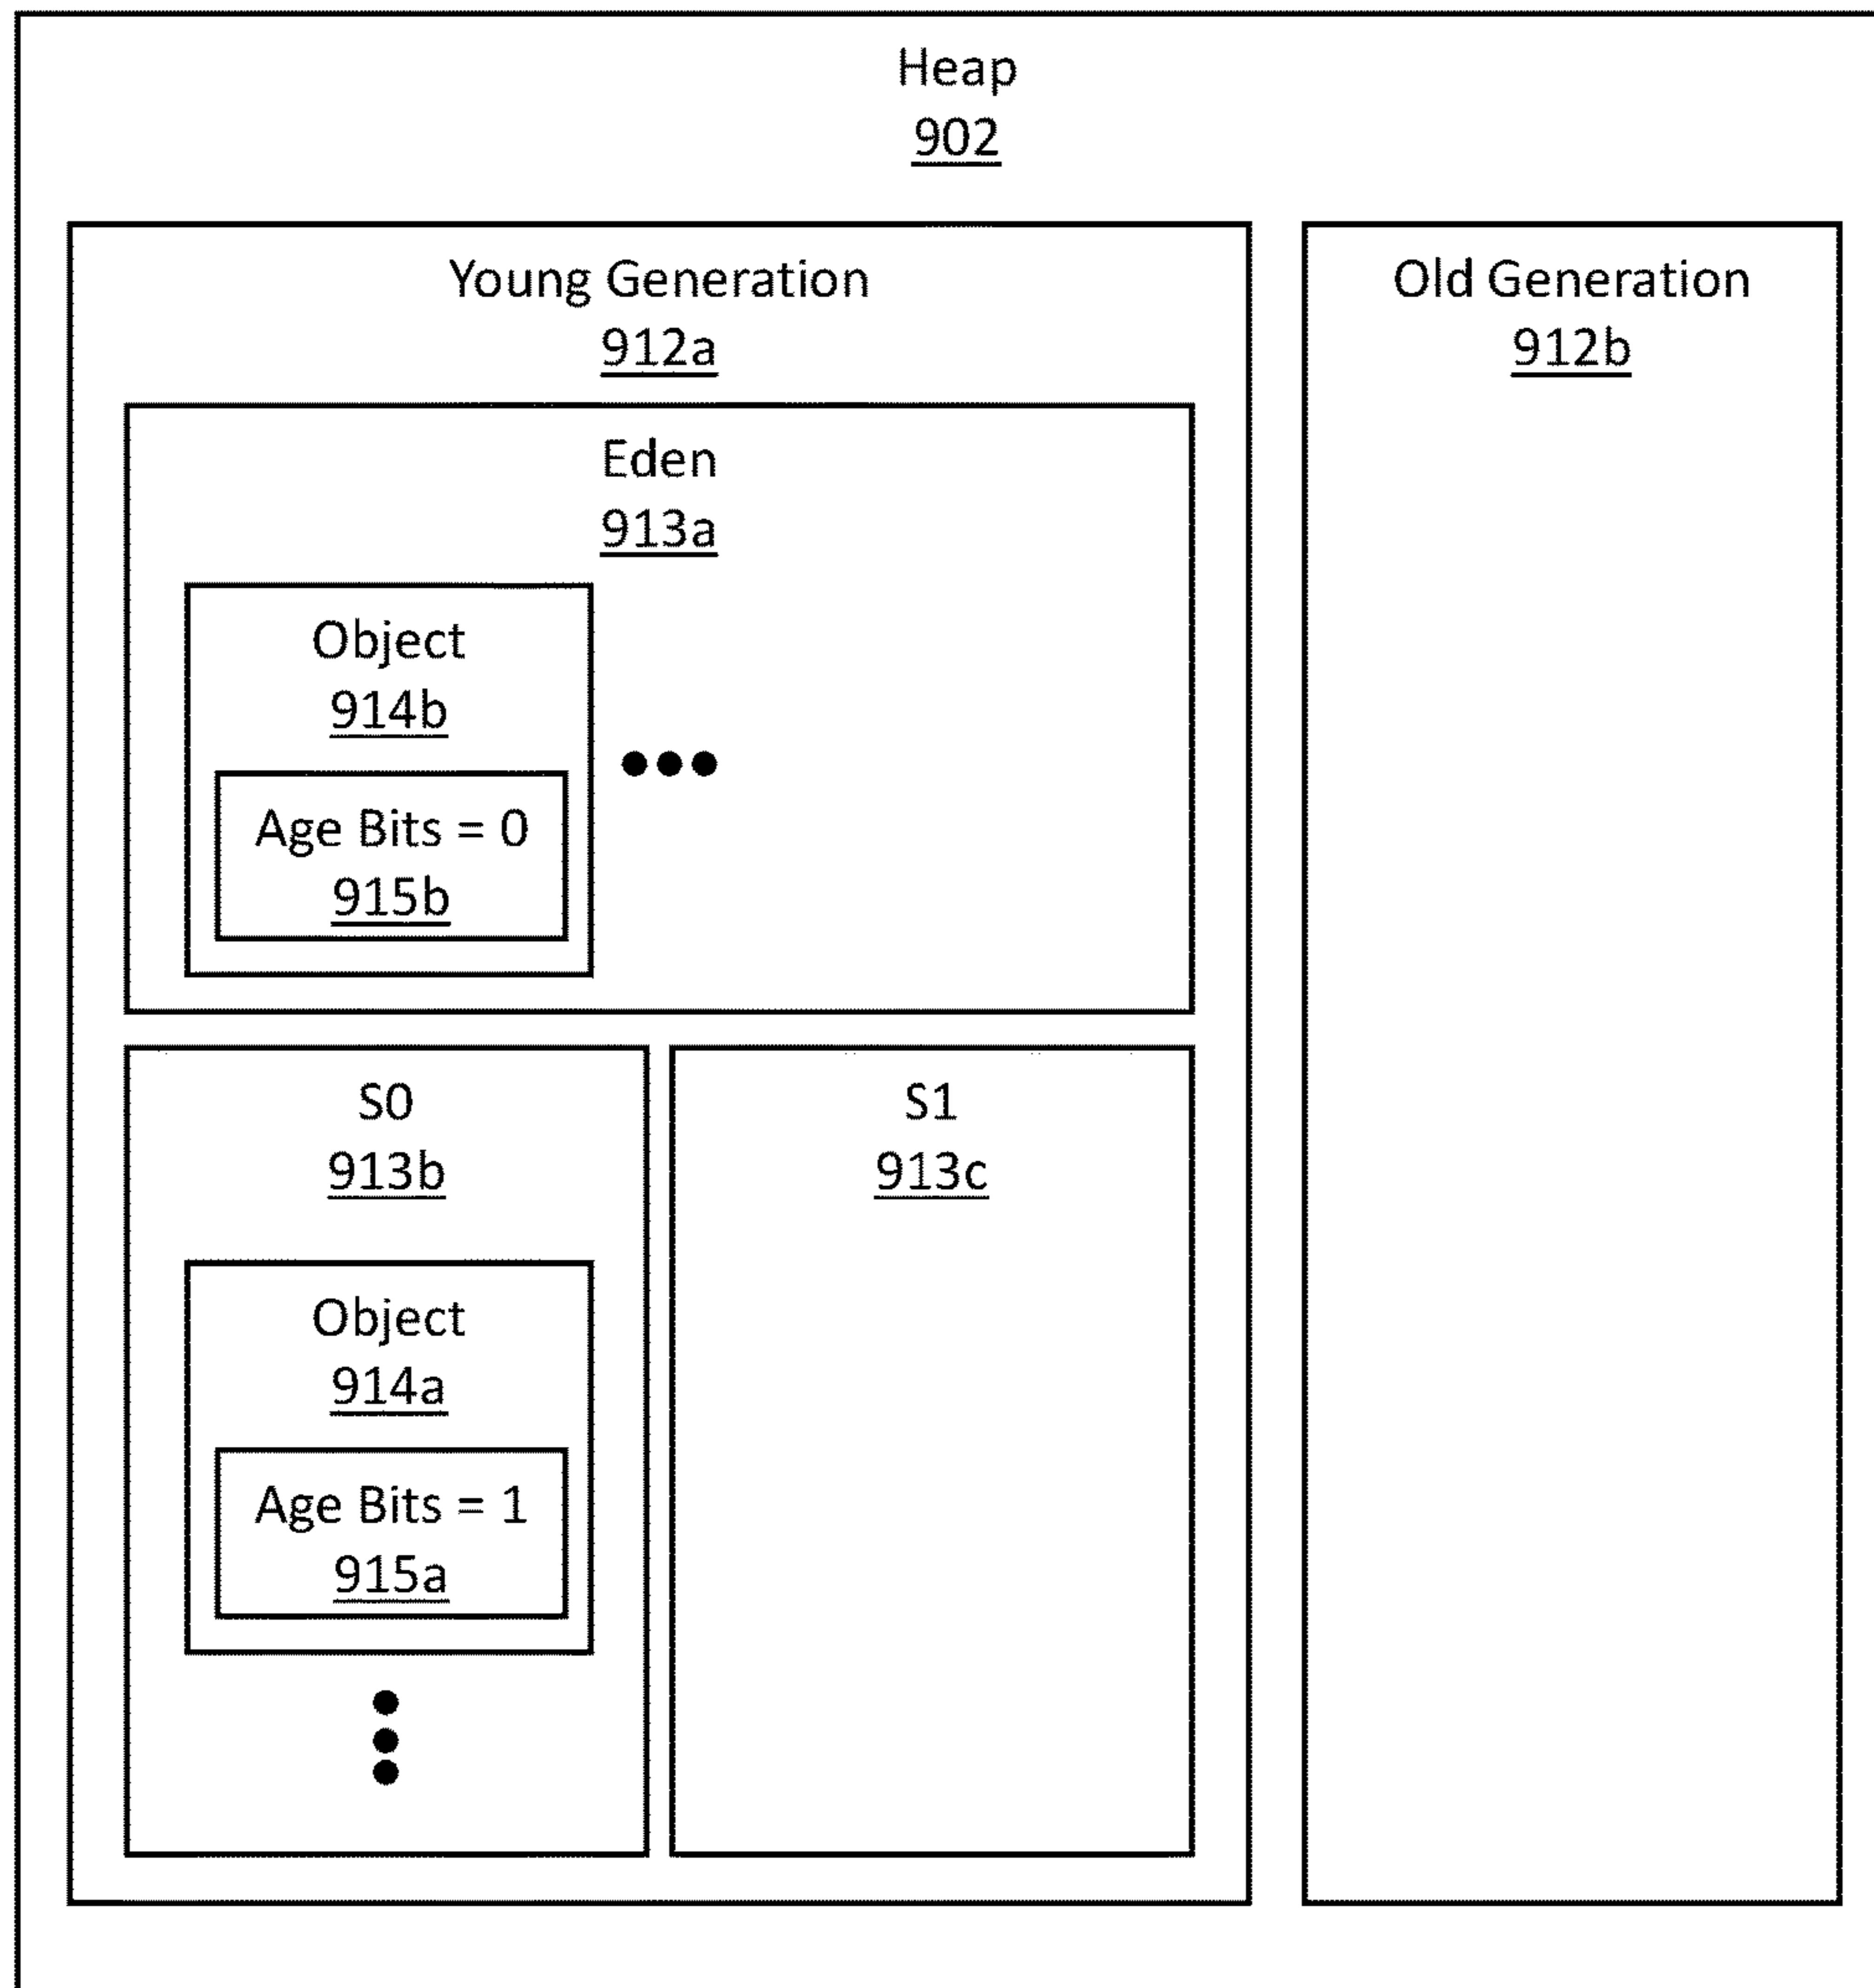 Heap
902
Young Generation
912a
Old Generation
912b
Eden
913a
Object
914b
Age Bits = 0
915b
S0
913b
S1
913c
Object
914a
Age Bits = 1
915a